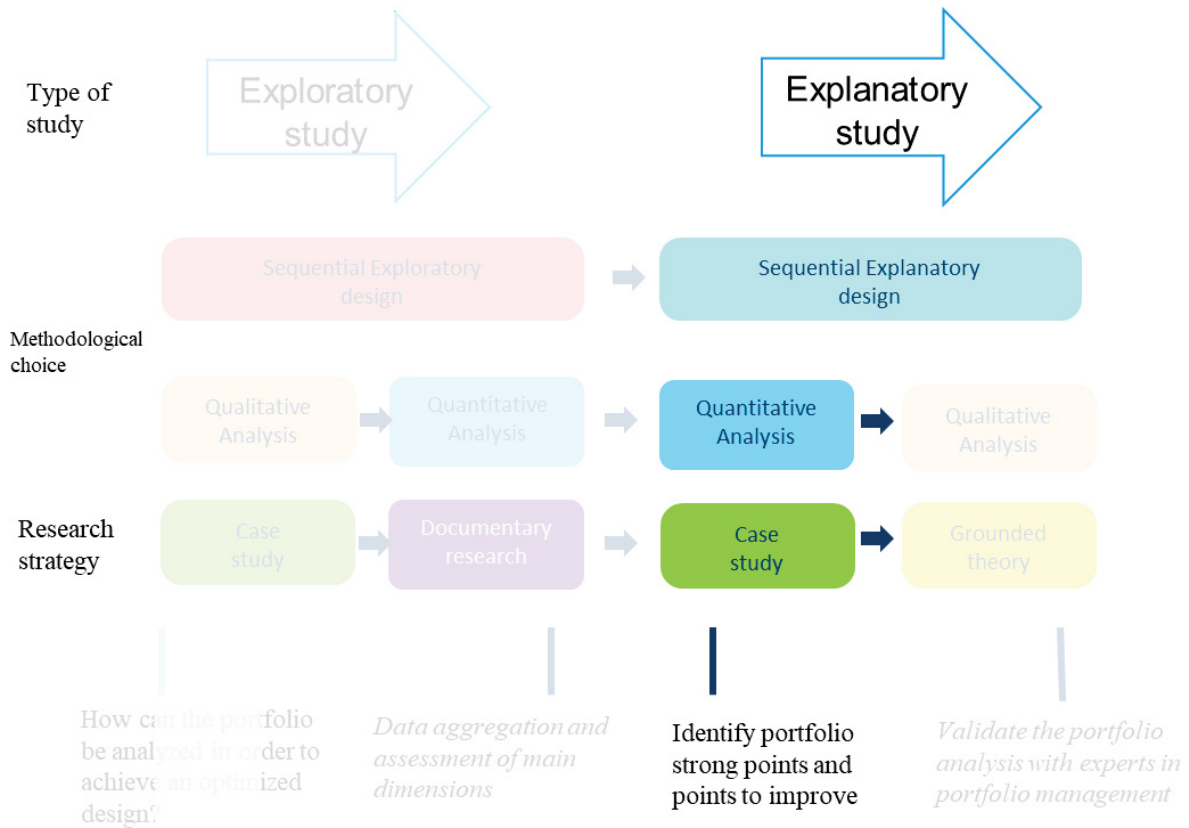 Type of
study
Exploratory
study
Explanatory
study
Sequential Exploratory
design
Sequential Explanatory
design
Methodological
choice
Qualitative
Analysis
Quantitative
Analysis
Quantitative
Analysis
Qualitative
Analysis
Research
strategy
Case
study
Documentary
research
Case
study
Grounded
theory
How can the portfolio
be analyzed in order to
achieve an optimized
design?
Data aggregation and
assessment of main
dimensions
Identify portfolio
strong points and
points to improve
Validate the portfolio
analysis with experts in
portfolio management